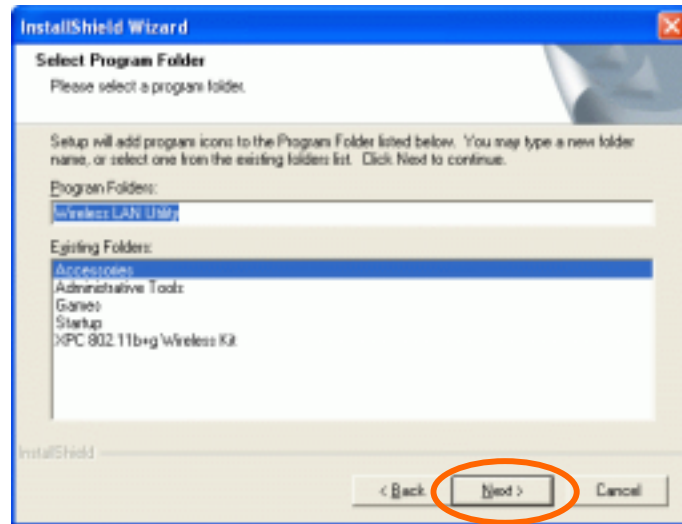 InstallShield Wizard
Select Program Folder
Please select a program folder.
Setup will add program icons to the Program Folder listed below. You may type a new folder
name, or select one from the existing folders list. Click Next to continue.
Program Folders:
Wireless LAN Utility
Existing Folders:
Accessories
Administrative Tools
Games
Startup
XPC 802.11b+g Wireless Kit
InstallShield
< Back
Next >
Cancel